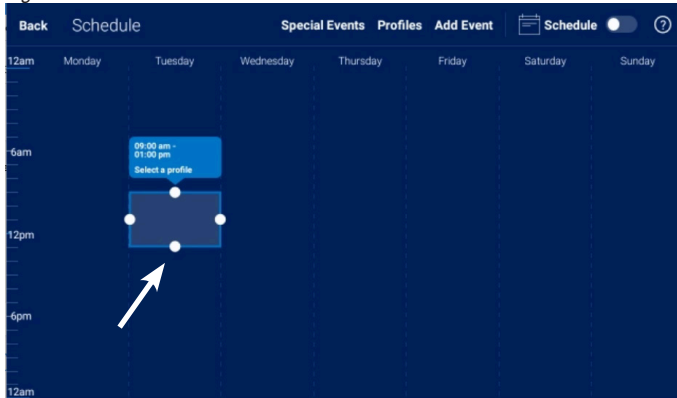 Back Schedule Special Events Profiles Add Event Schedule ?
12am Monday Tuesday Wednesday Thursday Friday Saturday Sunday
6am
09:00 am -
01:00 pm
Select a profile
12pm
6pm
12am